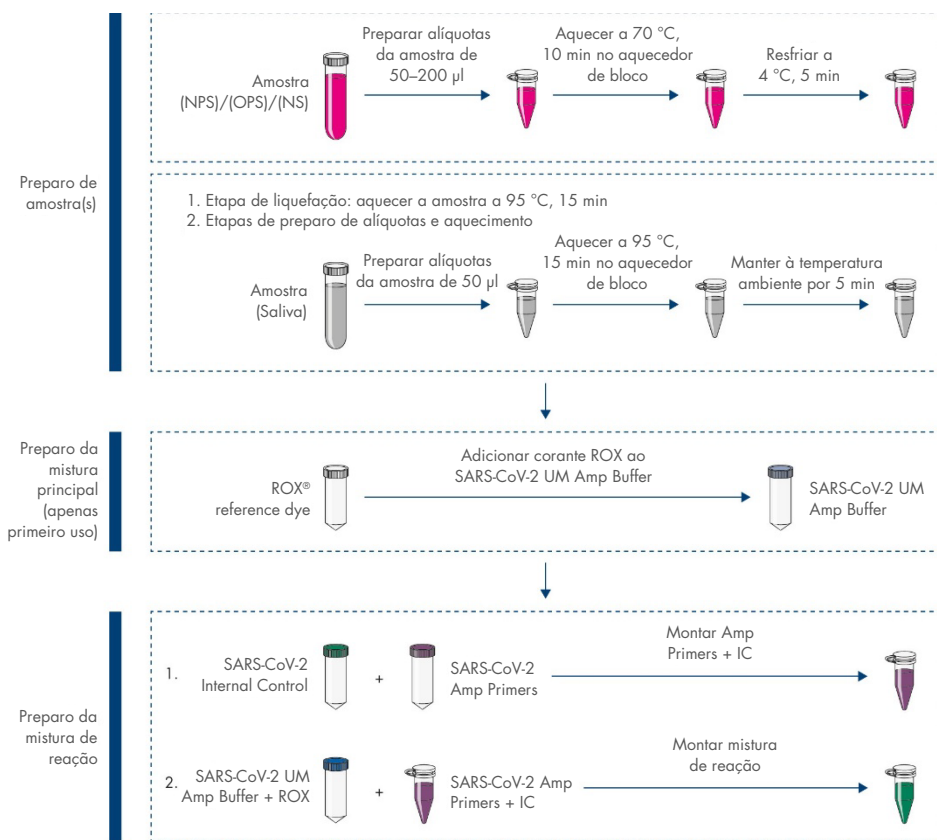 Preparo de
amostra(s)
Amostra
(NPS)/(OPS)/(NS)
Preparar alíquotas
da amostra de
50–200 µl
Aquecer a 70 °C,
10 min no aquecedor
de bloco
Resfriar a
4 °C, 5 min
1. Etapa de liquefação: aquecer a amostra a 95 °C, 15 min
2. Etapas de preparo de alíquotas e aquecimento
Amostra
(Saliva)
Preparar alíquotas
da amostra de 50 µl
Aquecer a 95 °C,
15 min no aquecedor
de bloco
Manter à temperatura
ambiente por 5 min
Preparo da
mistura
principal
(apenas
primeiro uso)
ROX®
reference dye
Adicionar corante ROX ao
SARS-CoV-2 UM Amp Buffer
SARS-CoV-2 UM
Amp Buffer
Preparo da
mistura de
reação
1.
SARS-CoV-2
Internal Control
+
SARS-CoV-2
Amp Primers
Montar Amp
Primers + IC
2.
SARS-CoV-2 UM
Amp Buffer + ROX
+
SARS-CoV-2 Amp
Primers + IC
Montar mistura
de reação